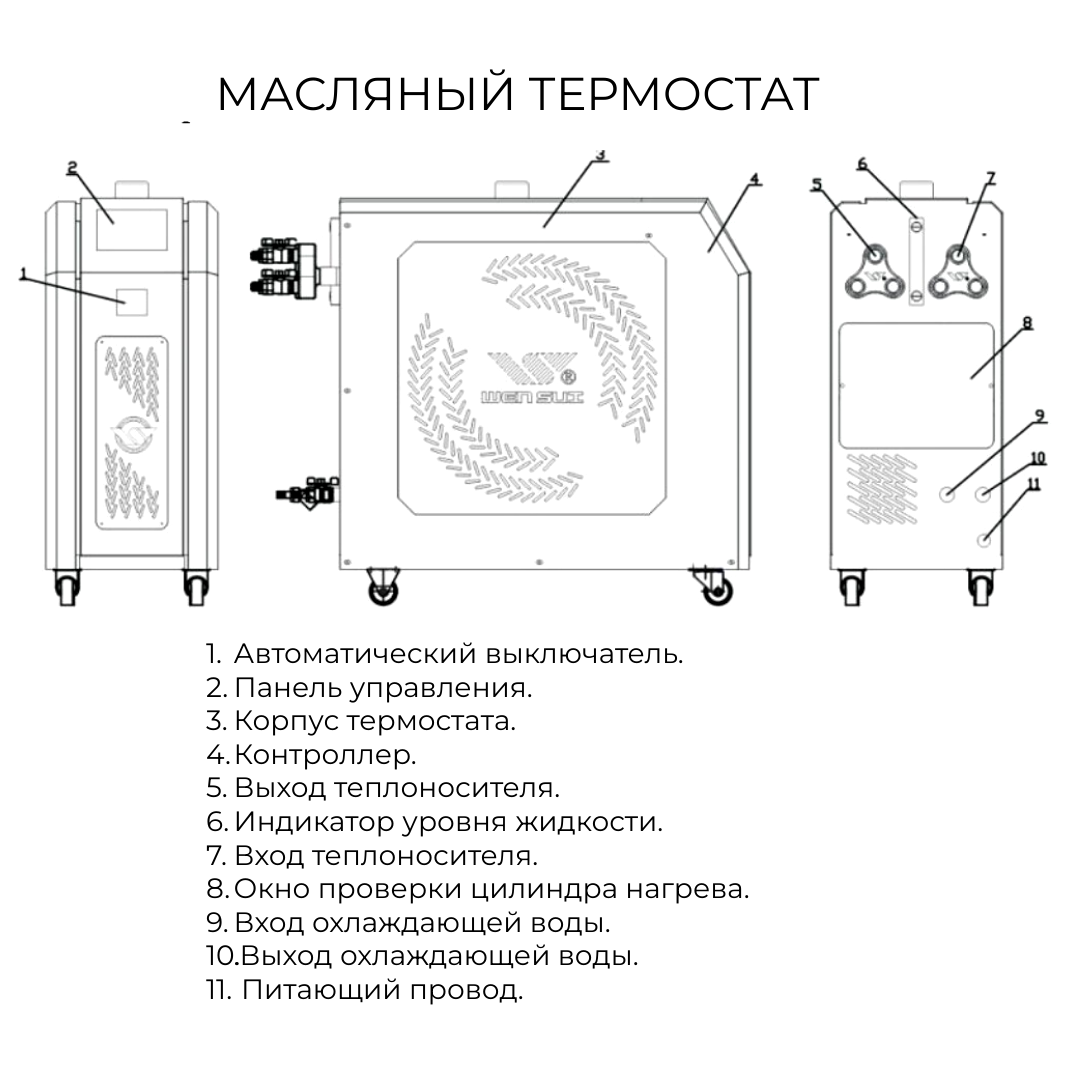 МАСЛЯНЫЙ ТЕРМОСТАТ
2
3
4
5
6
7
1
8
W®
WENSUI
9
10
11
1. Автоматический выключатель.
2. Панель управления.
3. Корпус термостата.
4. Контроллер.
5. Выход теплоносителя.
6. Индикатор уровня жидкости.
7. Вход теплоносителя.
8. Окно проверки цилиндра нагрева.
9. Вход охлаждающей воды.
10.Выход охлаждающей воды.
11. Питающий провод.